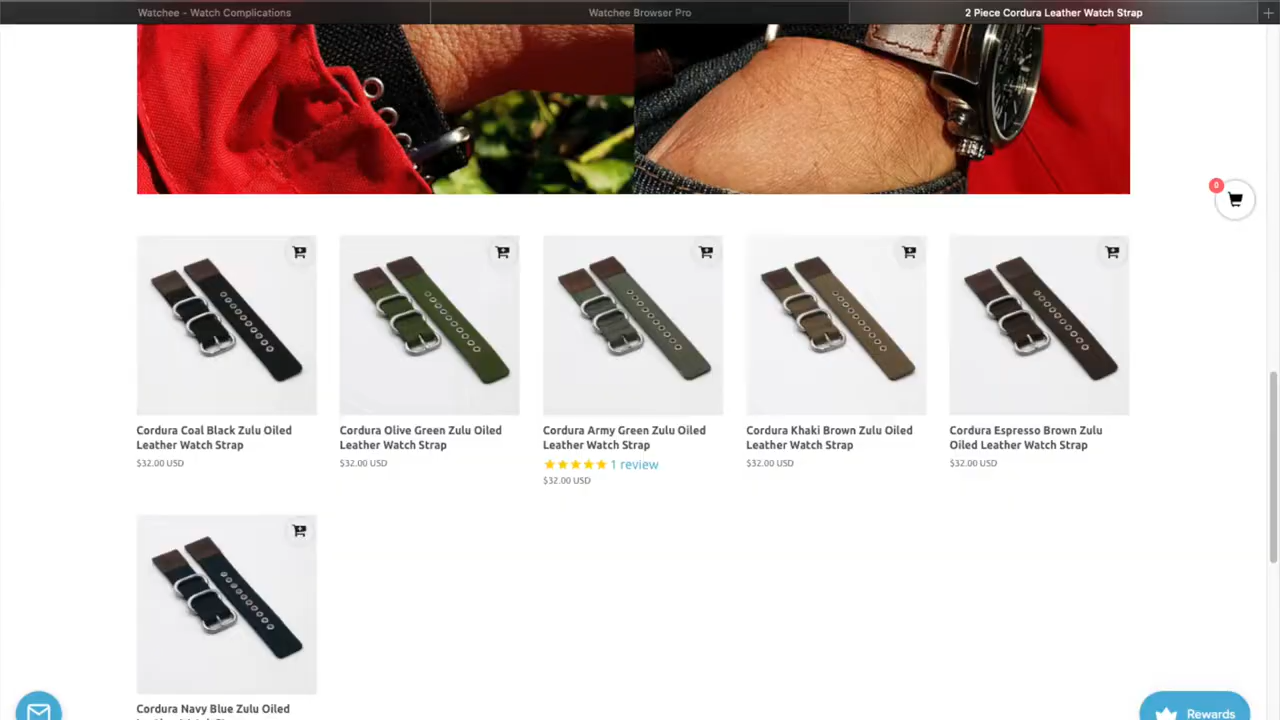 Watchee - Watch Complications
Watchee Browser Pro
2 Piece Cordura Leather Watch Strap
0
Cordura Coal Black Zulu Oiled
Leather Watch Strap
$32.00 USD
Cordura Olive Green Zulu Oiled
Leather Watch Strap
$32.00 USD
Cordura Army Green Zulu Oiled
Leather Watch Strap
1 review
$32.00 USD
Cordura Khaki Brown Zulu Oiled
Leather Watch Strap
$32.00 USD
Cordura Espresso Brown Zulu
Oiled Leather Watch Strap
$32.00 USD
Cordura Navy Blue Zulu Oiled
Rewards